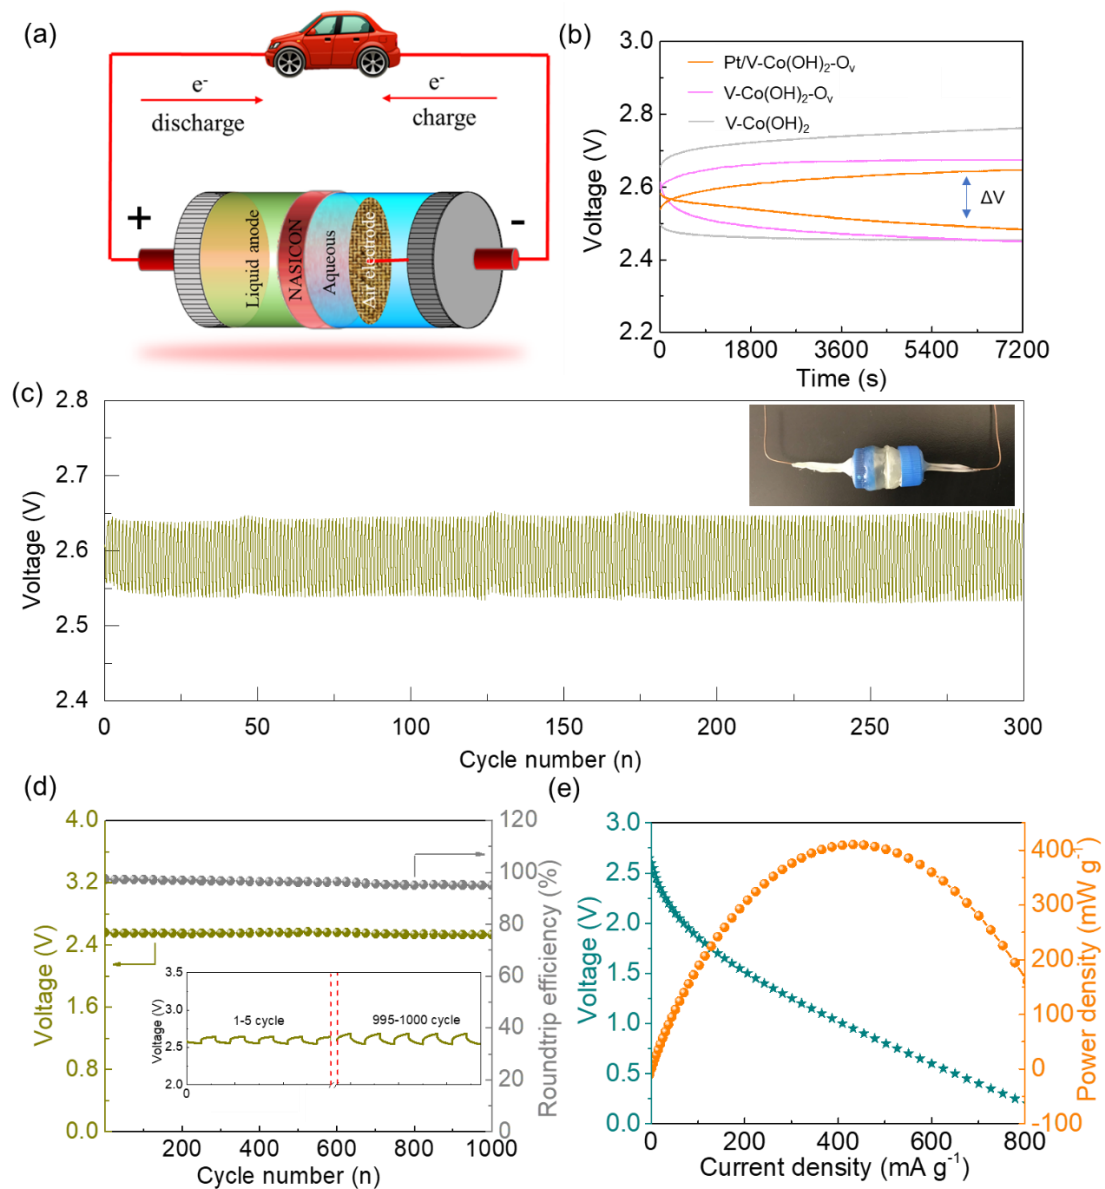 (a)
e-
discharge
e-
charge
+
-
Liquid anode
NASICON
Aqueous
Air electrode
(b)
3.0
2.8
2.6
2.4
2.2
Voltage (V)
Pt/V-Co(OH)2-Ov
V-Co(OH)2-Ov
V-Co(OH)2
ΔV
0 1800 3600 5400 7200
Time (s)
(c)
2.8
2.7
2.6
2.5
2.4
Voltage (V)
0 50 100 150 200 250 300
Cycle number (n)
(d)
4.0
3.2
2.4
1.6
0.8
0.0
Voltage (V)
120
100
80
60
40
20
0
Roundtrip efficiency (%)
3.5
3.0
2.5
2.0
Voltage (V)
1-5 cycle
995-1000 cycle
0
200 400 600 800 1000
Cycle number (n)
(e)
3.0
2.5
2.0
1.5
1.0
0.5
0.0
Voltage (V)
400
300
200
100
0
-100
Power density (mW g-1)
0 200 400 600 800
Current density (mA g-1)